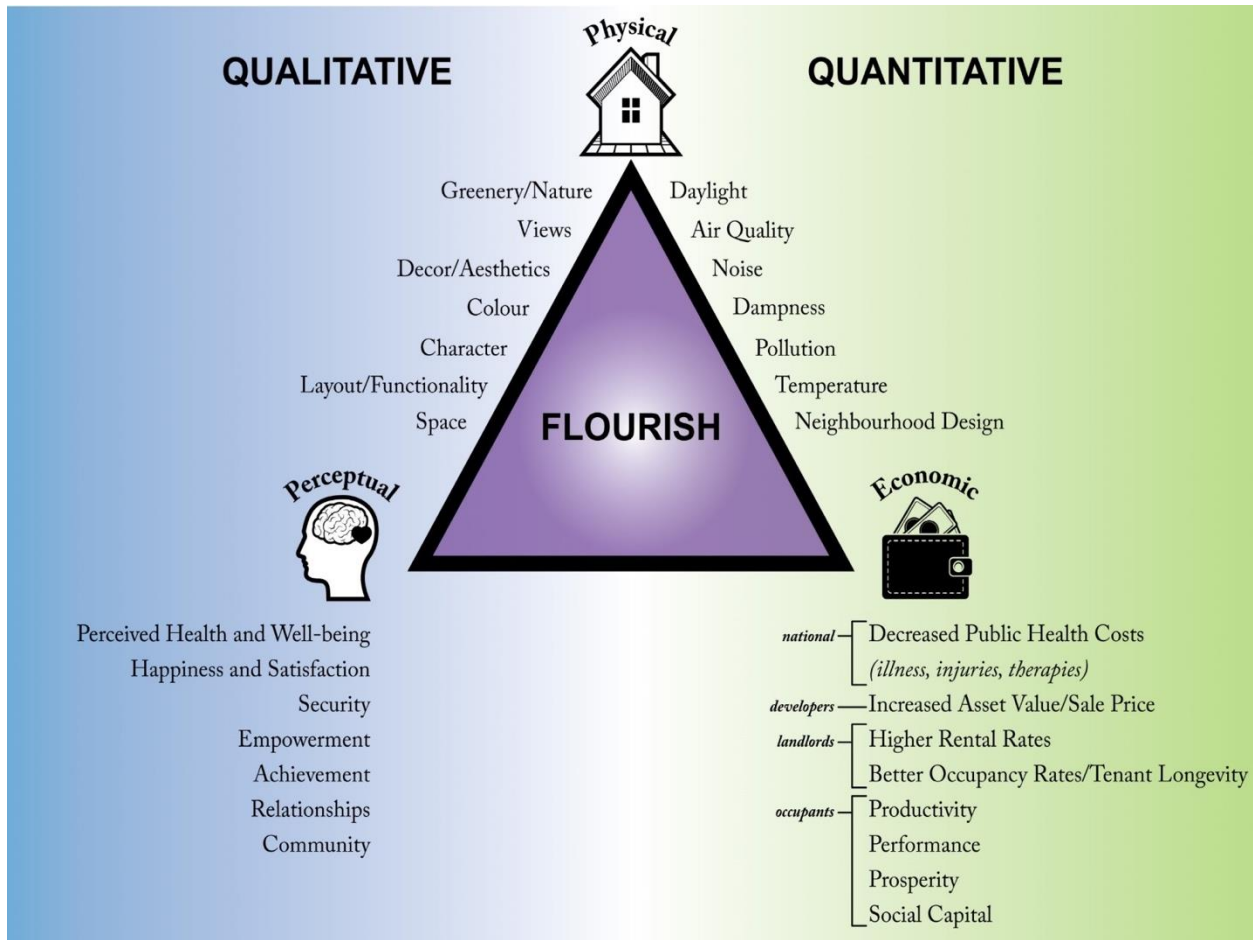 Physical
QUALITATIVE
QUANTITATIVE
Greenery/Nature
Views
Decor/Aesthetics
Colour
Character
Layout/Functionality
Space
Daylight
Air Quality
Noise
Dampness
Pollution
Temperature
Neighbourhood Design
FLOURISH
Perceptual
Economic
Perceived Health and Well-being
Happiness and Satisfaction
Security
Empowerment
Achievement
Relationships
Community
national
Decreased Public Health Costs
(illness, injuries, therapies)
developers
Increased Asset Value/Sale Price
landlords
Higher Rental Rates
Better Occupancy Rates/Tenant Longevity
occupants
Productivity
Performance
Prosperity
Social Capital